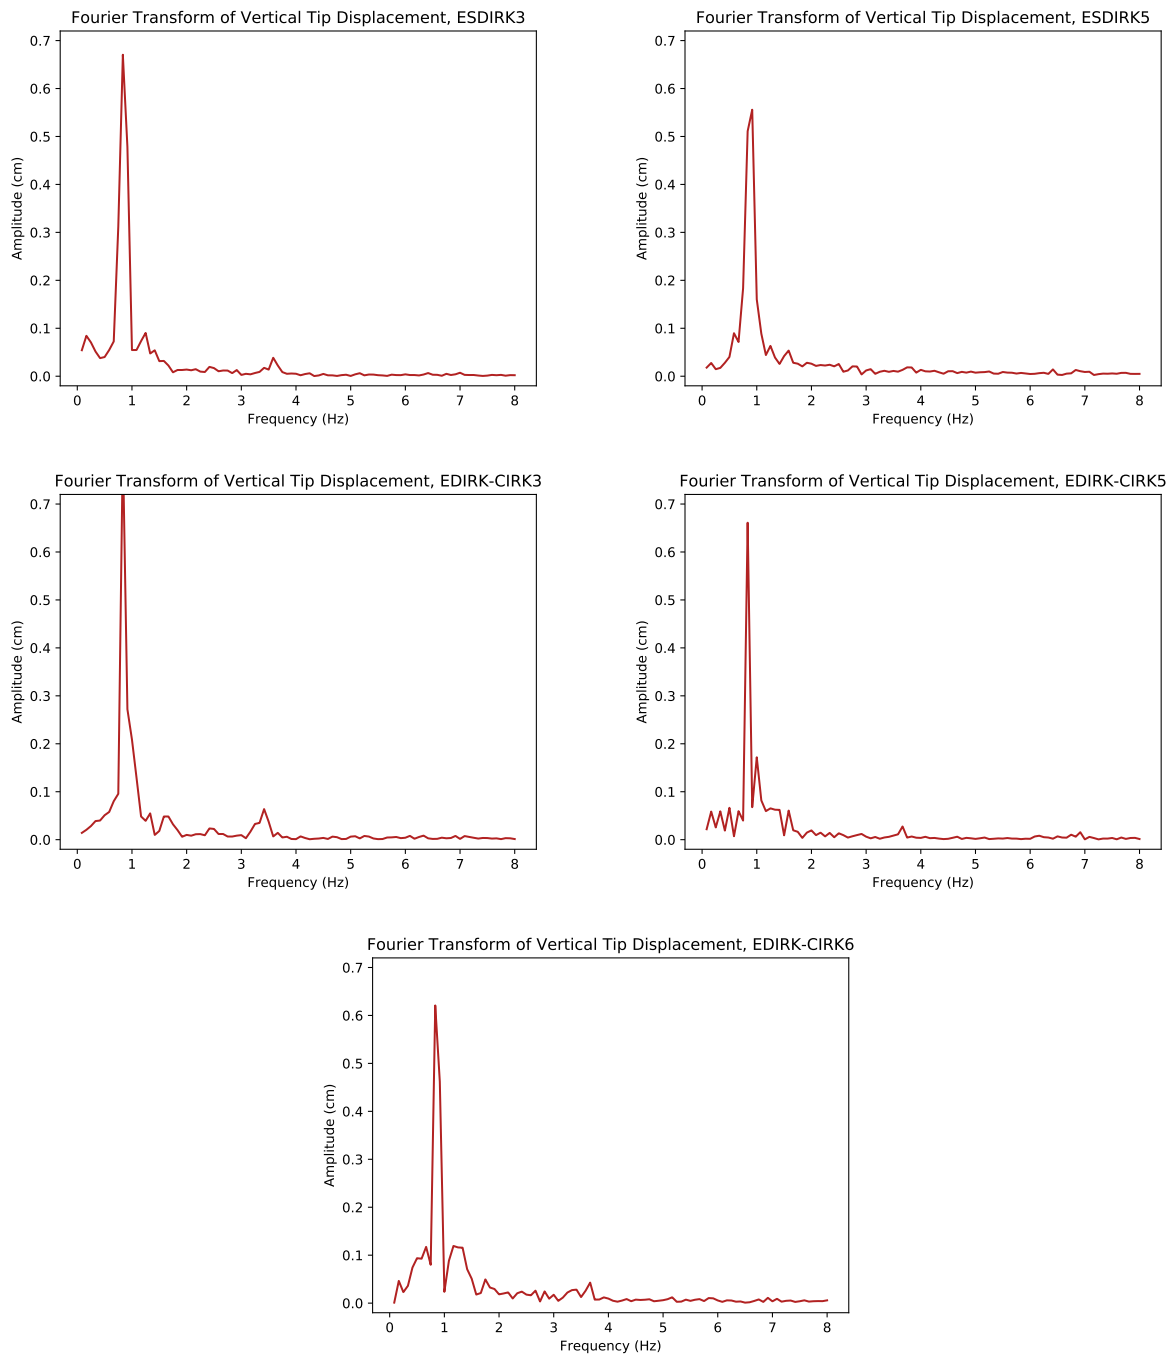 Fourier Transform of Vertical Tip Displacement, ESDIRK3
0.7
0.6
0.5
0.4
0.3
0.2
0.1
0.0
Amplitude (cm)
0 1 2 3 4 5 6 7 8
Frequency (Hz)
Fourier Transform of Vertical Tip Displacement, ESDIRK5
0.7
0.6
0.5
0.4
0.3
0.2
0.1
0.0
Amplitude (cm)
0 1 2 3 4 5 6 7 8
Frequency (Hz)
Fourier Transform of Vertical Tip Displacement, EDIRK-CIRK3
0.7
0.6
0.5
0.4
0.3
0.2
0.1
0.0
Amplitude (cm)
0 1 2 3 4 5 6 7 8
Frequency (Hz)
Fourier Transform of Vertical Tip Displacement, EDIRK-CIRK5
0.7
0.6
0.5
0.4
0.3
0.2
0.1
0.0
Amplitude (cm)
0 1 2 3 4 5 6 7 8
Frequency (Hz)
Fourier Transform of Vertical Tip Displacement, EDIRK-CIRK6
0.7
0.6
0.5
0.4
0.3
0.2
0.1
0.0
Amplitude (cm)
0 1 2 3 4 5 6 7 8
Frequency (Hz)